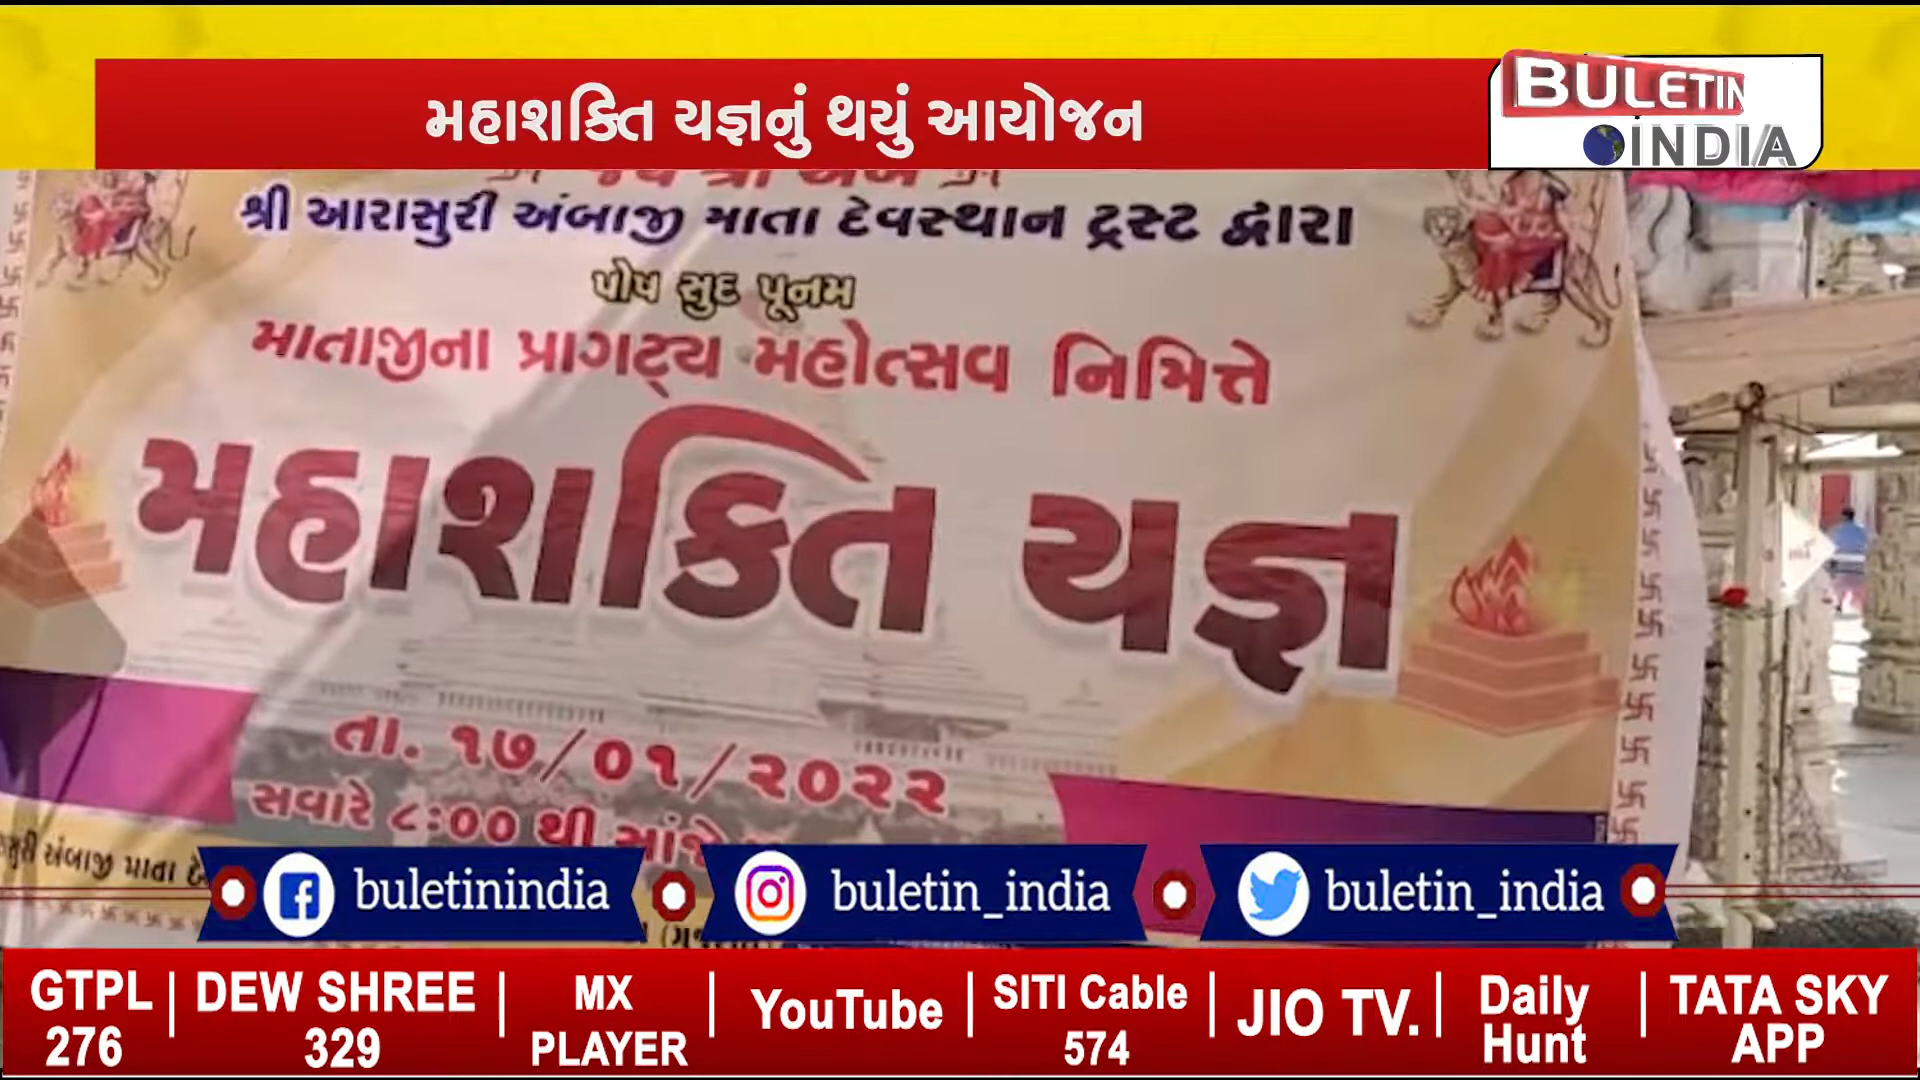 મહાશક્તિ યજ્ઞનું થયું આયોજન
BULETIN
INDIA
શ્રી આરાસુરી અંબાજી માતા દેવસ્થાન ટ્રસ્ટ દ્વારા
પોષ સુદ પૂનમ
માતાજીના પ્રાગટ્ય મહોત્સવ નિમિત્તે
મહાશક્તિ યજ્ઞ
તા. ૧૭/૦૧/૨૦૨૨
સવારે ૮:૦૦ થી સાંજે
અંબાજી માતા
buletinindia
buletin_india
buletin_india
GTPL 276
DEW SHREE 329
MX PLAYER
YouTube
SITI Cable 574
JIO TV.
Daily Hunt
TATA SKY APP